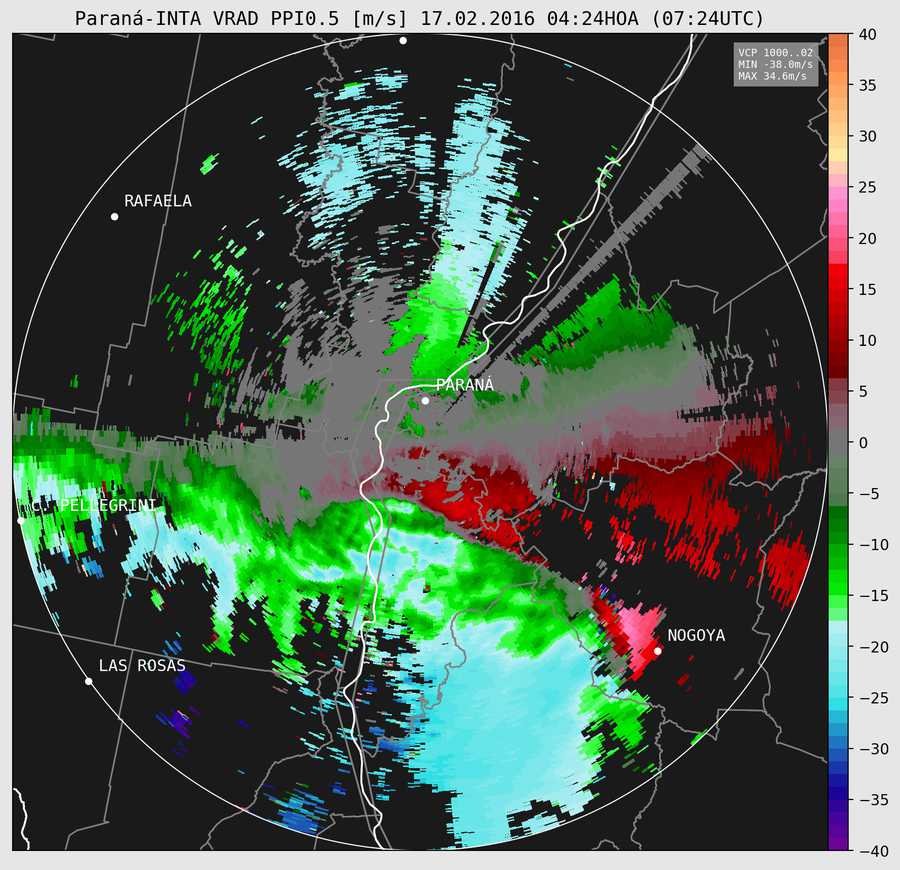 Paraná-INTA VRAD PPI0.5 [m/s] 17.02.2016 04:24HOA (07:24UTC)
VCP 1000..02
MIN -38.0m/s
MAX 34.6m/s
RAFAELA
PARANÁ
C. PELLEGRINI
NOGOYA
LAS ROSAS
40
35
30
25
20
15
10
5
0
−5
−10
−15
−20
−25
−30
−35
−40